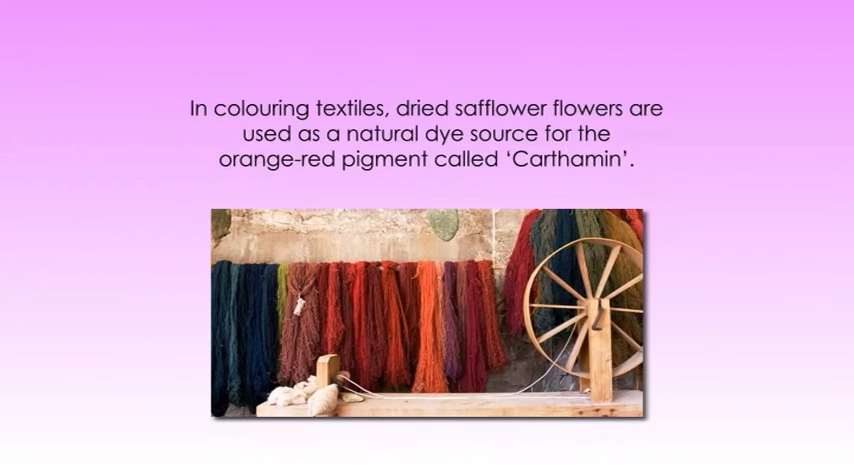 In colouring textiles, dried safflower flowers are
used as a natural dye source for the
orange-red pigment called ‘Carthamin’.